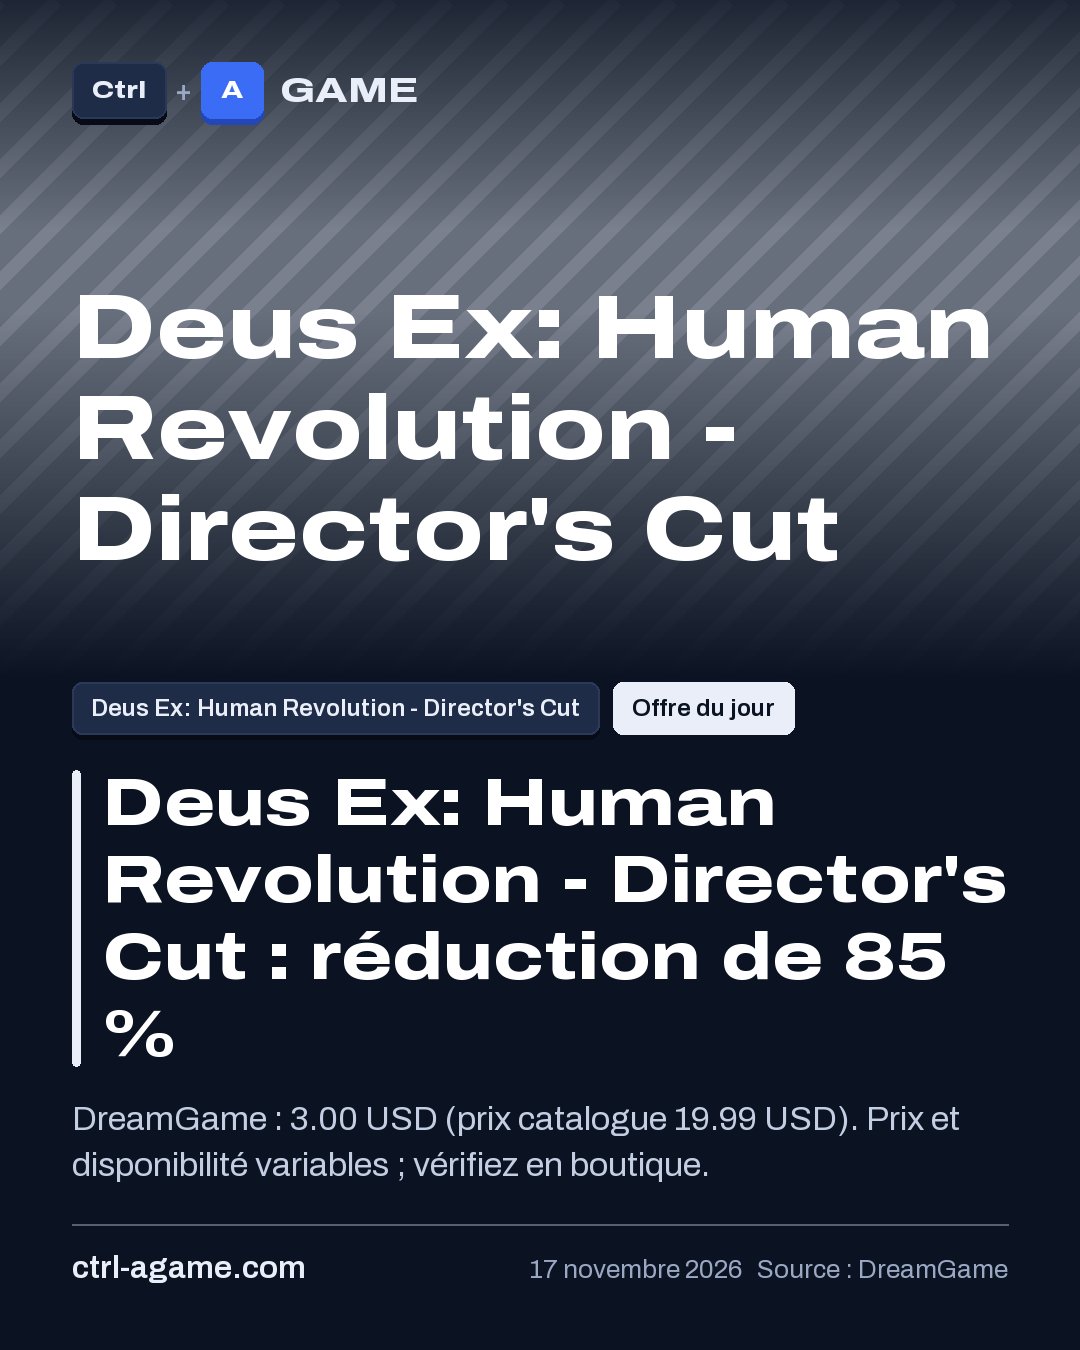 Ctrl + A GAME
Deus Ex: Human
Revolution -
Director's Cut
Deus Ex: Human Revolution - Director's Cut Offre du jour
Deus Ex: Human
Revolution - Director's
Cut : réduction de 85
%
DreamGame : 3.00 USD (prix catalogue 19.99 USD). Prix et
disponibilité variables ; vérifiez en boutique.
ctrl-agame.com 17 novembre 2026 Source : DreamGame